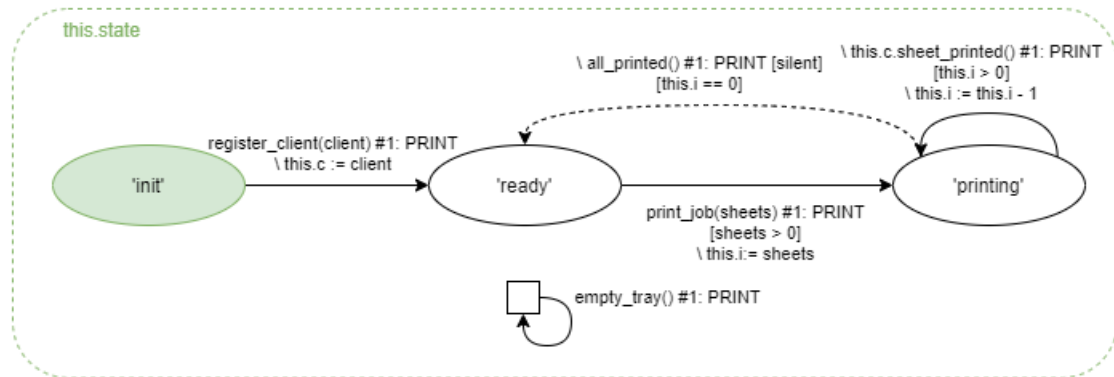 this.state
\ all_printed() #1: PRINT [silent]
[this.i == 0]
\ this.c.sheet_printed() #1: PRINT
[this.i > 0]
\ this.i := this.i - 1
register_client(client) #1: PRINT
\ this.c := client
'init'
'ready'
'printing'
print_job(sheets) #1: PRINT
[sheets > 0]
\ this.i:= sheets
empty_tray() #1: PRINT